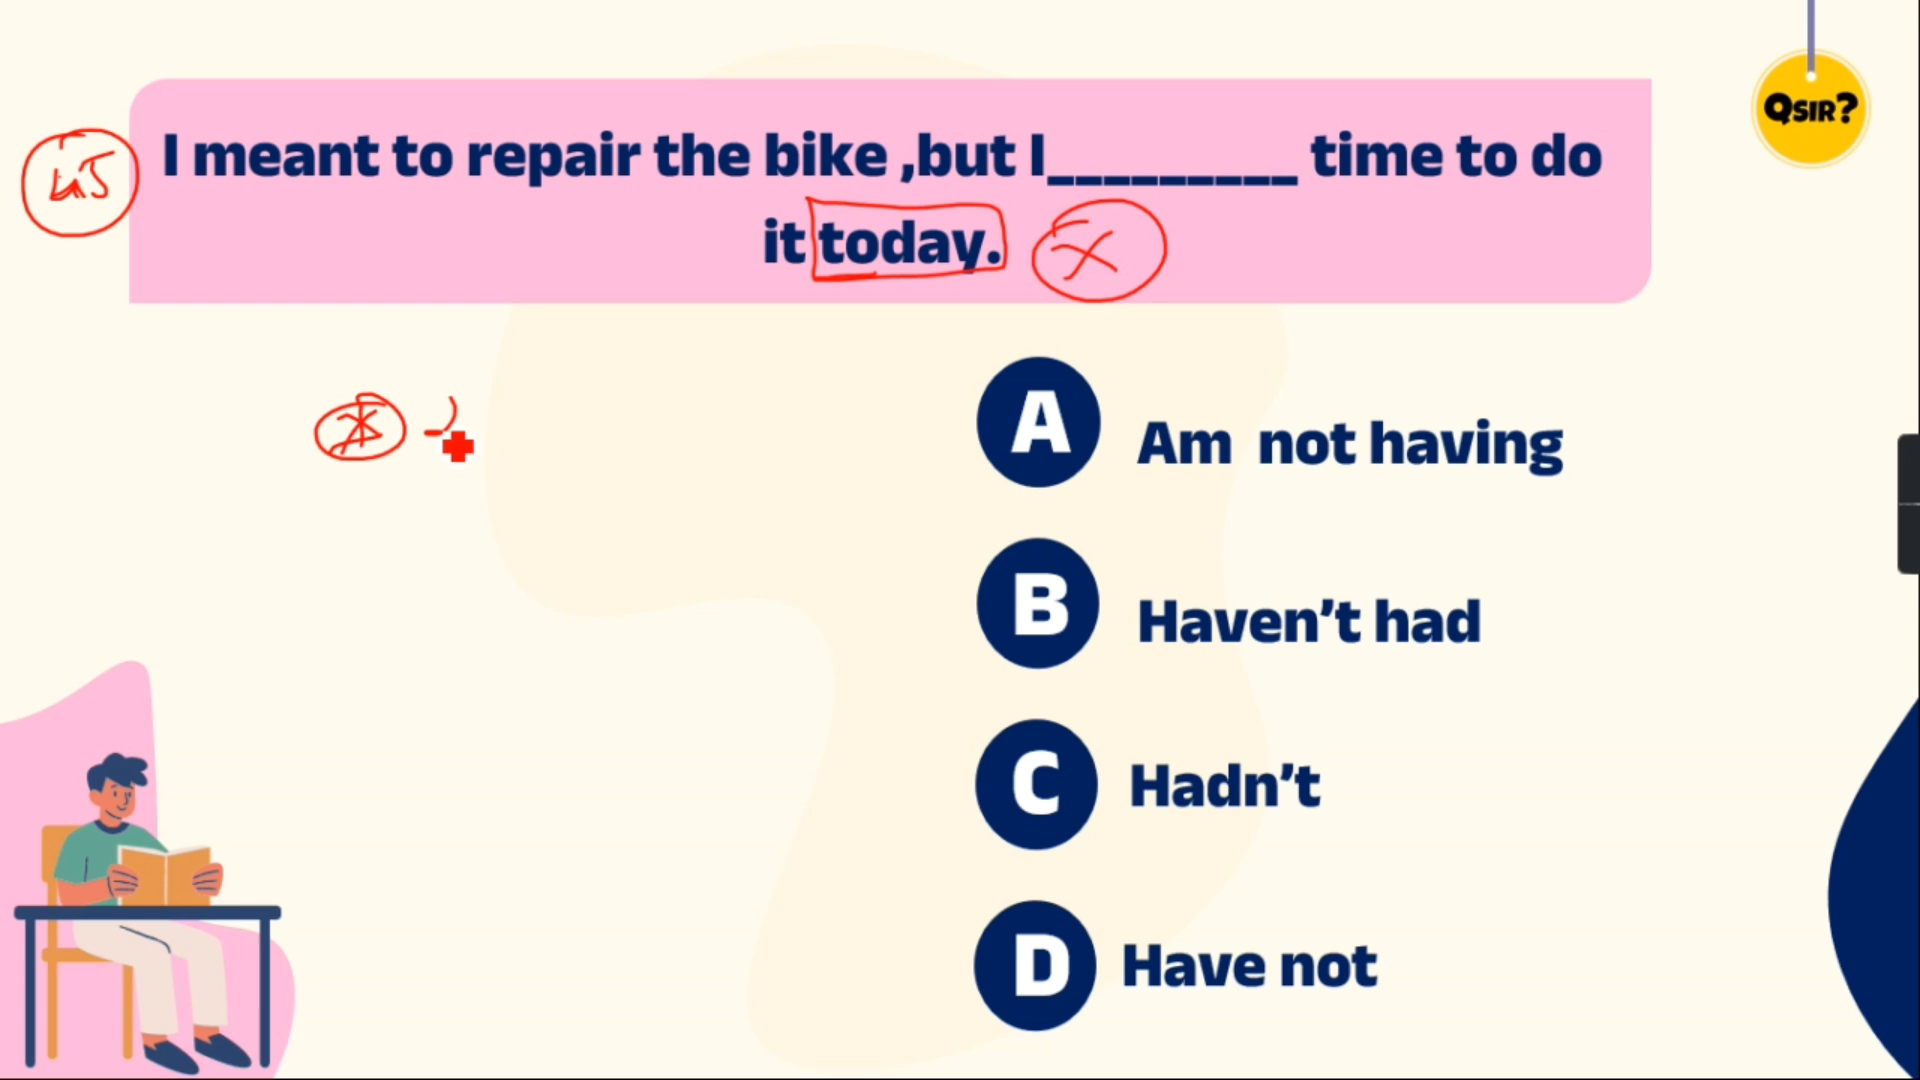 QSIR?
I meant to repair the bike ,but I_________ time to do
it today.
A Am not having
B Haven't had
C Hadn't
D Have not